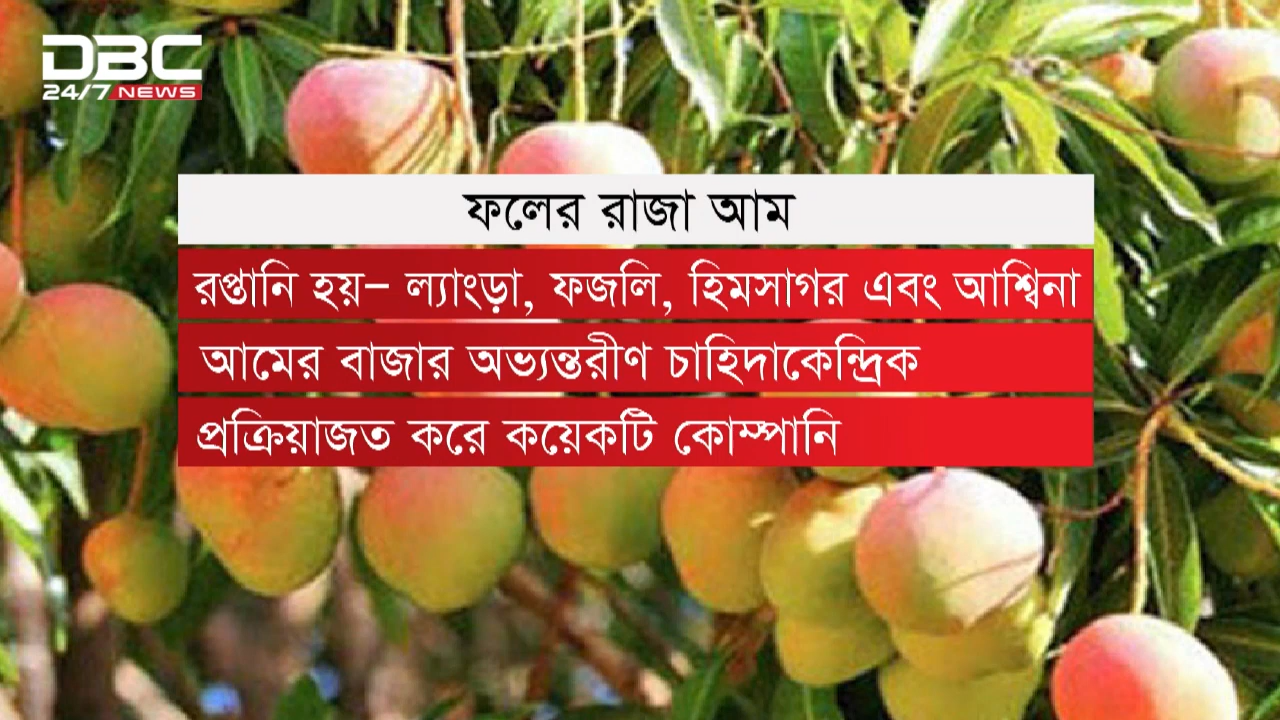 DBC
24/7 NEWS
ফলের রাজা আম
রপ্তানি হয়– ল্যাংড়া, ফজলি, হিমসাগর এবং আশ্বিনা
আমের বাজার অভ্যন্তরীণ চাহিদাকেন্দ্রিক
প্রক্রিয়াজত করে কয়েকটি কোম্পানি